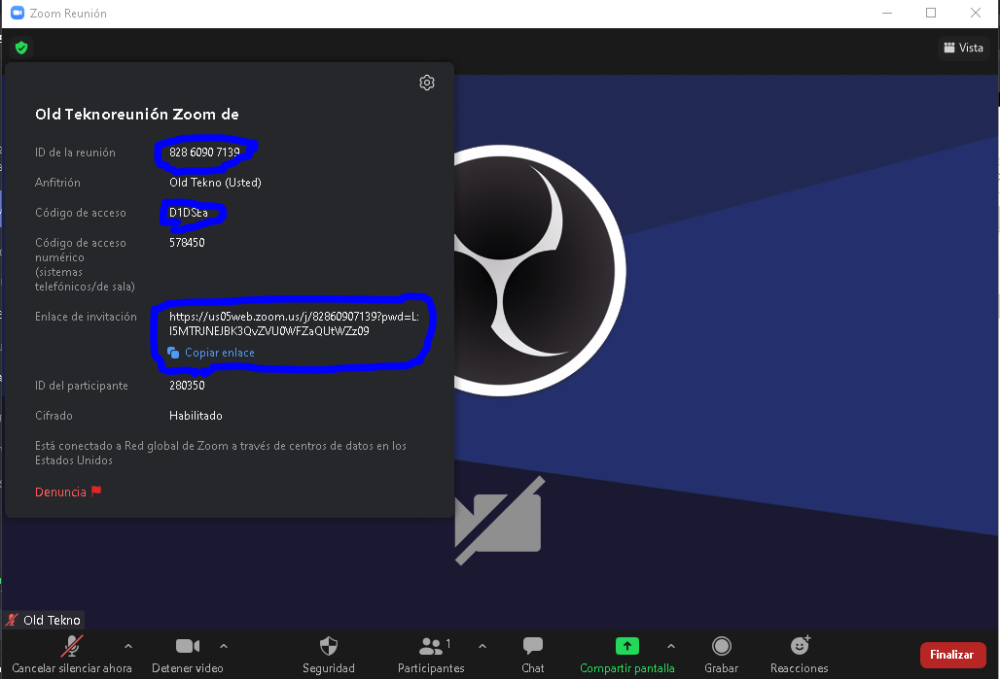 Zoom Reunión
Vista
Old Teknoreunión Zoom de
ID de la reunión
828 6090 7139
Anfitrión
Old Tekno (Usted)
Código de acceso
D1DSEa
Código de acceso
numérico
(sistemas
telefónicos/de sala)
578450
Enlace de invitación
https://us05web.zoom.us/j/82860907139?pwd=L:
I5MTRJNEJBK3QvZVU0WFZaQUtWZz09
Copiar enlace
ID del participante
280350
Cifrado
Habilitado
Está conectado a Red global de Zoom a través de centros de datos en los
Estados Unidos
Denuncia
Old Tekno
1
Cancelar silenciar ahora
Detener video
Seguridad
Participantes
Chat
Compartir pantalla
Grabar
Reacciones
Finalizar